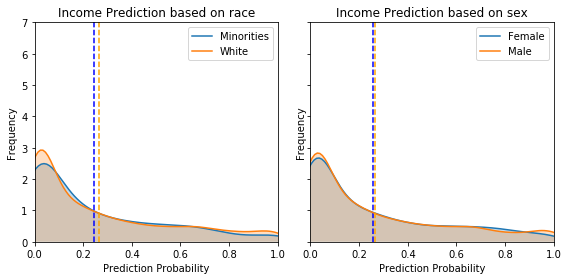 Income Prediction based on race
Frequency
7
6
5
4
3
2
1
0
Minorities
White
0.0 0.2 0.4 0.6 0.8 1.0
Prediction Probability
Income Prediction based on sex
Frequency
Female
Male
0.0 0.2 0.4 0.6 0.8 1.0
Prediction Probability